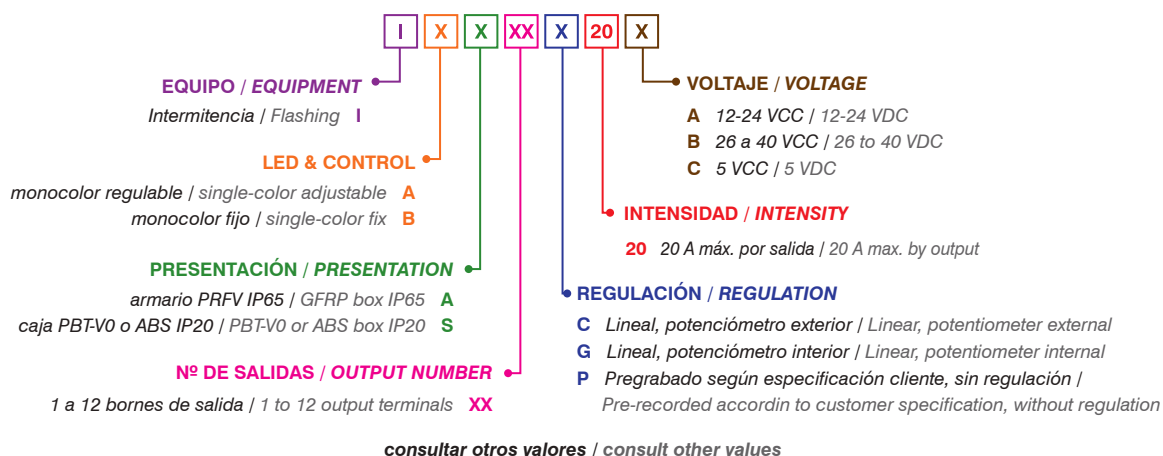 I X X XX X 20 X
EQUIPO / EQUIPMENT
Intermitencia / Flashing I
LED & CONTROL
monocolor regulable / single-color adjustable A
monocolor fijo / single-color fix B
PRESENTACIÓN / PRESENTATION
armario PRFV IP65 / GFRP box IP65 A
caja PBT-V0 o ABS IP20 / PBT-V0 or ABS box IP20 S
Nº DE SALIDAS / OUTPUT NUMBER
1 a 12 bornes de salida / 1 to 12 output terminals XX
VOLTAJE / VOLTAGE
A 12-24 VCC / 12-24 VDC
B 26 a 40 VCC / 26 to 40 VDC
C 5 VCC / 5 VDC
INTENSIDAD / INTENSITY
20 20 A máx. por salida / 20 A max. by output
REGULACIÓN / REGULATION
C Lineal, potenciómetro exterior / Linear, potentiometer external
G Lineal, potenciómetro interior / Linear, potentiometer internal
P Pregrabado según especificación cliente, sin regulación /
Pre-recorded accordin to customer specification, without regulation
consultar otros valores / consult other values